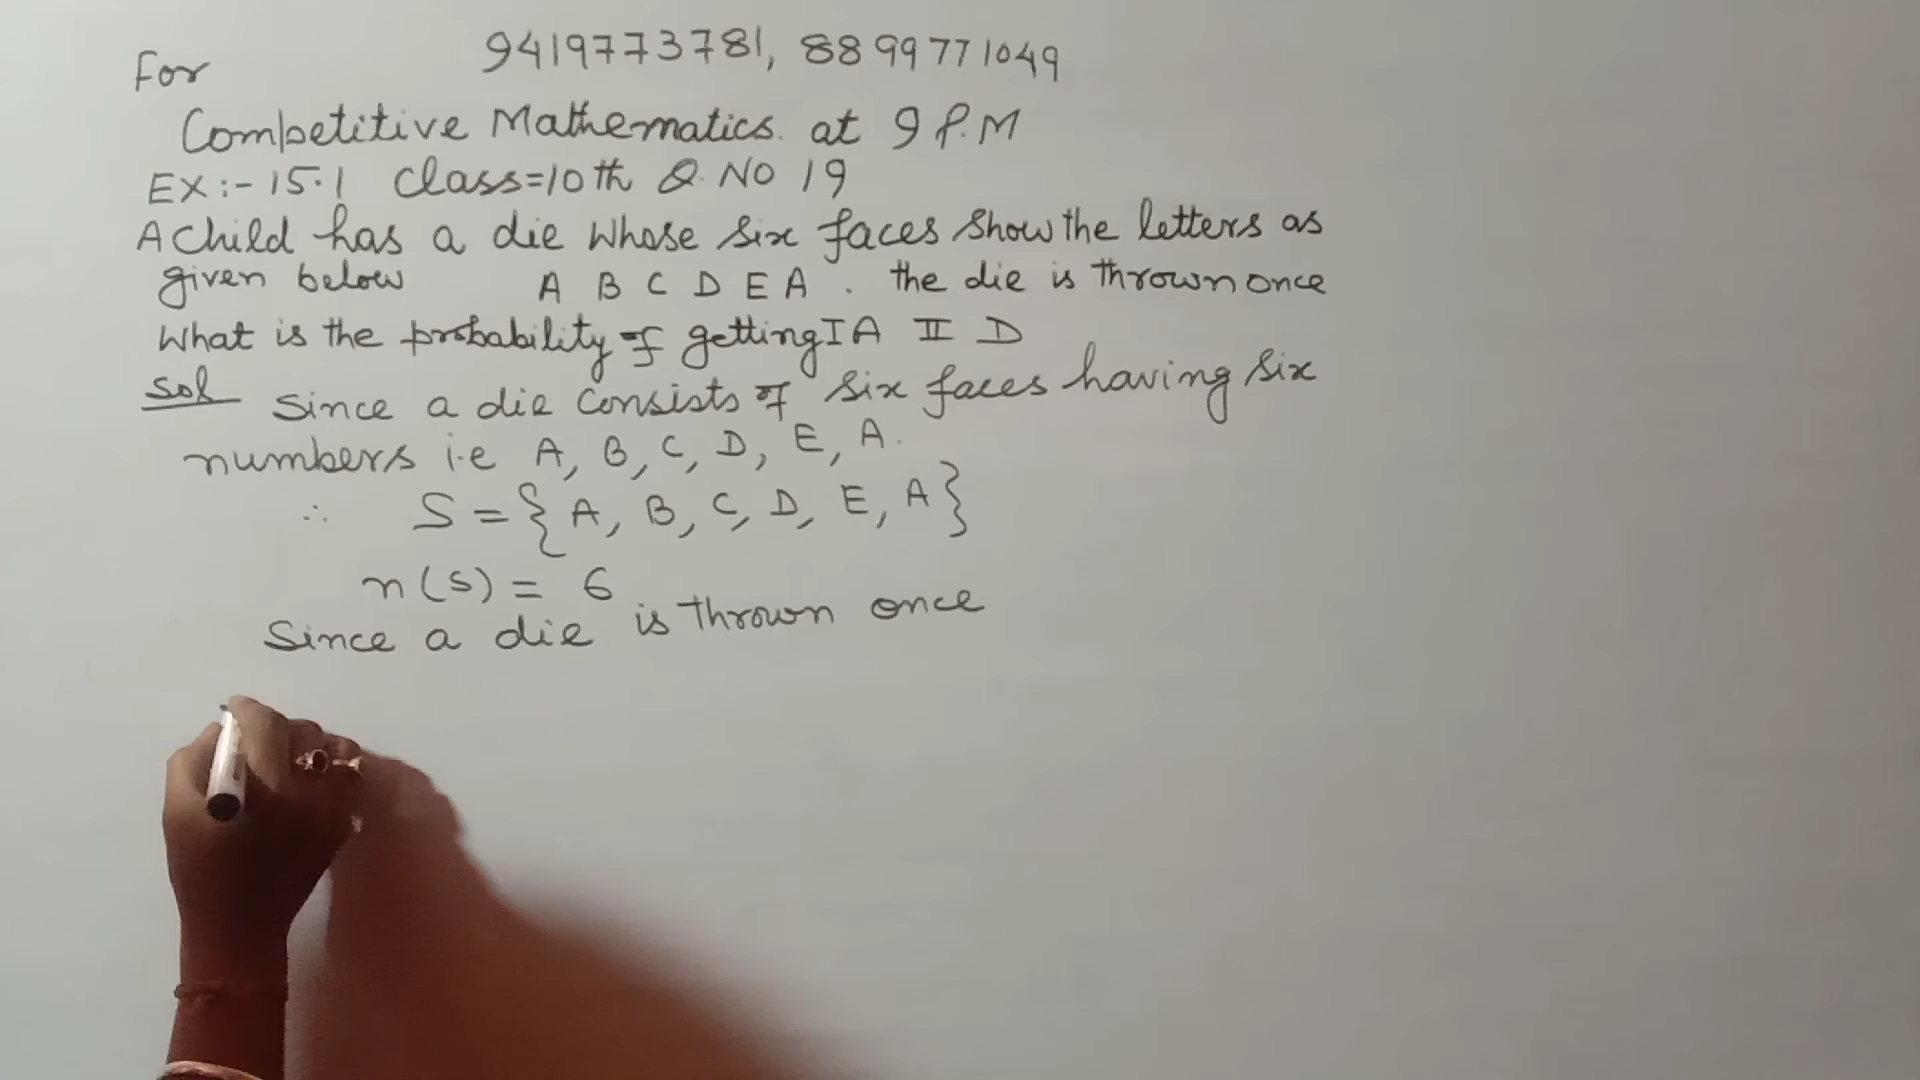 For 9419773781, 8899771049
Competitive Mathematics. at 9 P.M
EX:-15.1 Class=10th Q. NO 19
A Child has a die whose six faces show the letters as
given below A B C D E A . the die is thrown once
What is the probability of getting I A II D
Sol Since a die consists of six faces having six
numbers i.e A, B, C, D, E, A.
∴ S = {A, B, C, D, E, A}
n(S) = 6
Since a die is thrown once